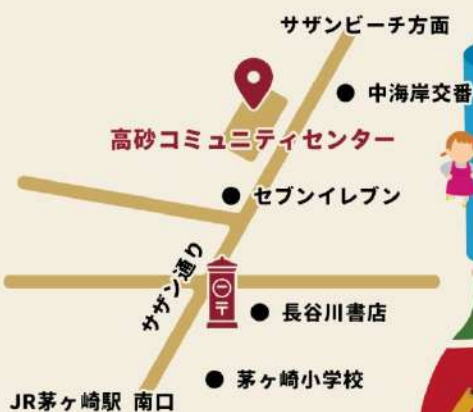 サザンビーチ方面
中海岸交番
高砂コミュニティセンター
セブンイレブン
サザン通り
〒
長谷川書店
茅ヶ崎小学校
JR茅ヶ崎駅 南口